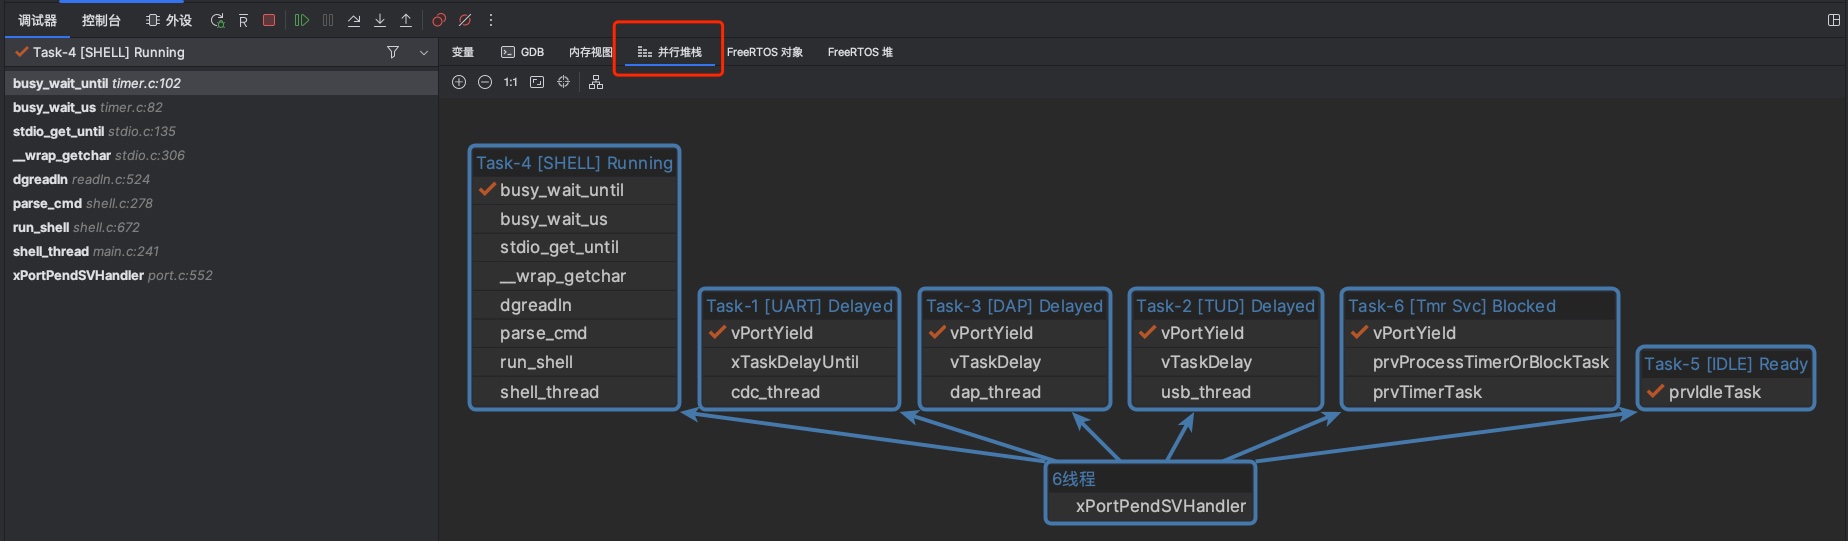 调试器 控制台 外设
Task-4 [SHELL] Running
变量 GDB 内存视图 并行堆栈 FreeRTOS 对象 FreeRTOS 堆
1:1
busy_wait_until timer.c:102
busy_wait_us timer.c:82
stdio_get_until stdio.c:135
__wrap_getchar stdio.c:306
dgreadln readln.c:524
parse_cmd shell.c:278
run_shell shell.c:672
shell_thread main.c:241
xPortPendSVHandler port.c:552
Task-4 [SHELL] Running
busy_wait_until
busy_wait_us
stdio_get_until
__wrap_getchar
dgreadln
parse_cmd
run_shell
shell_thread
Task-1 [UART] Delayed
vPortYield
xTaskDelayUntil
cdc_thread
Task-3 [DAP] Delayed
vPortYield
vTaskDelay
dap_thread
Task-2 [TUD] Delayed
vPortYield
vTaskDelay
usb_thread
Task-6 [Tmr Svc] Blocked
vPortYield
prvProcessTimerOrBlockTask
prvTimerTask
Task-5 [IDLE] Ready
prvIdleTask
6线程
xPortPendSVHandler